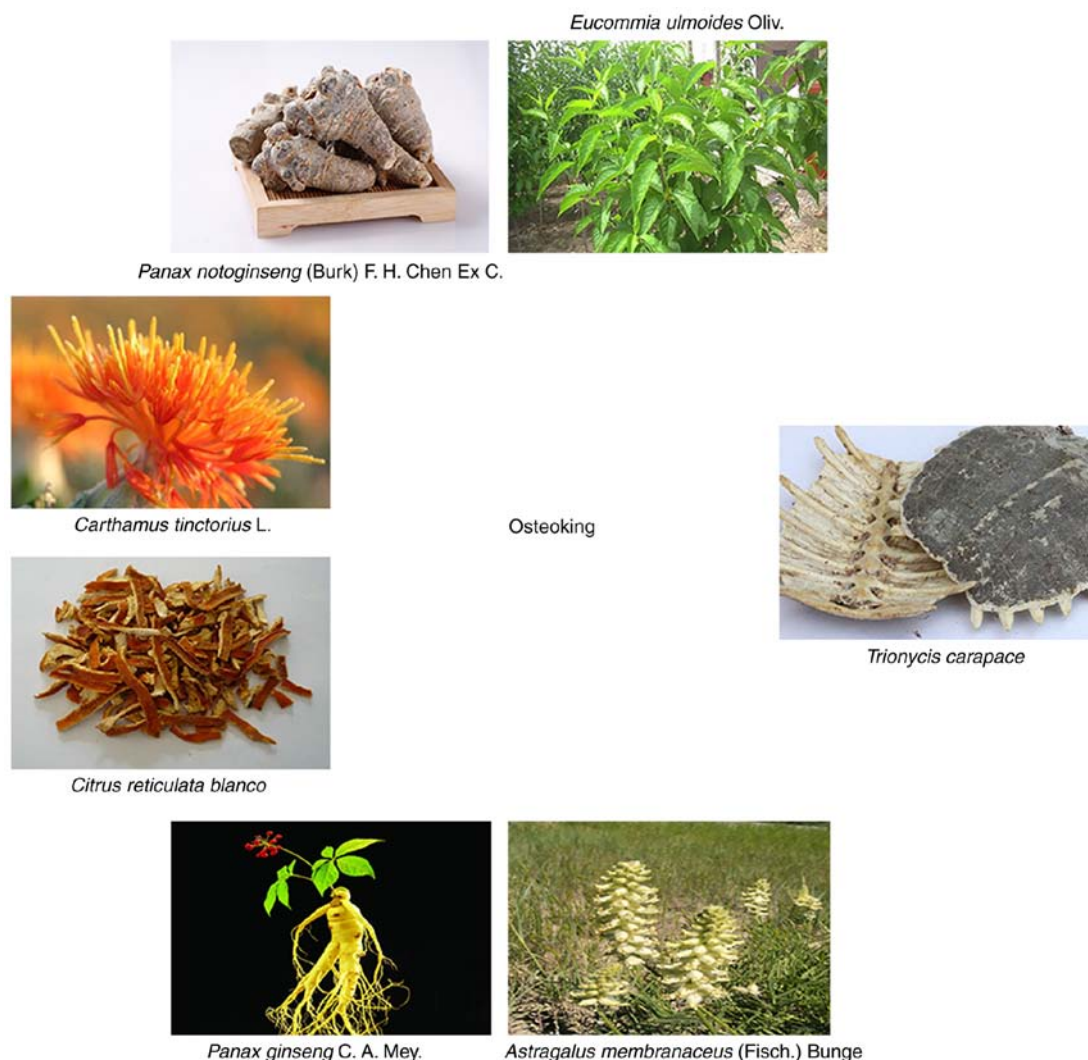 Eucommia ulmoides Oliv.
Panax notoginseng (Burk) F. H. Chen Ex C.
Carthamus tinctorius L.
Osteoking
Trionycis carapace
Citrus reticulata blanco
Panax ginseng C. A. Mey.
Astragalus membranaceus (Fisch.) Bunge